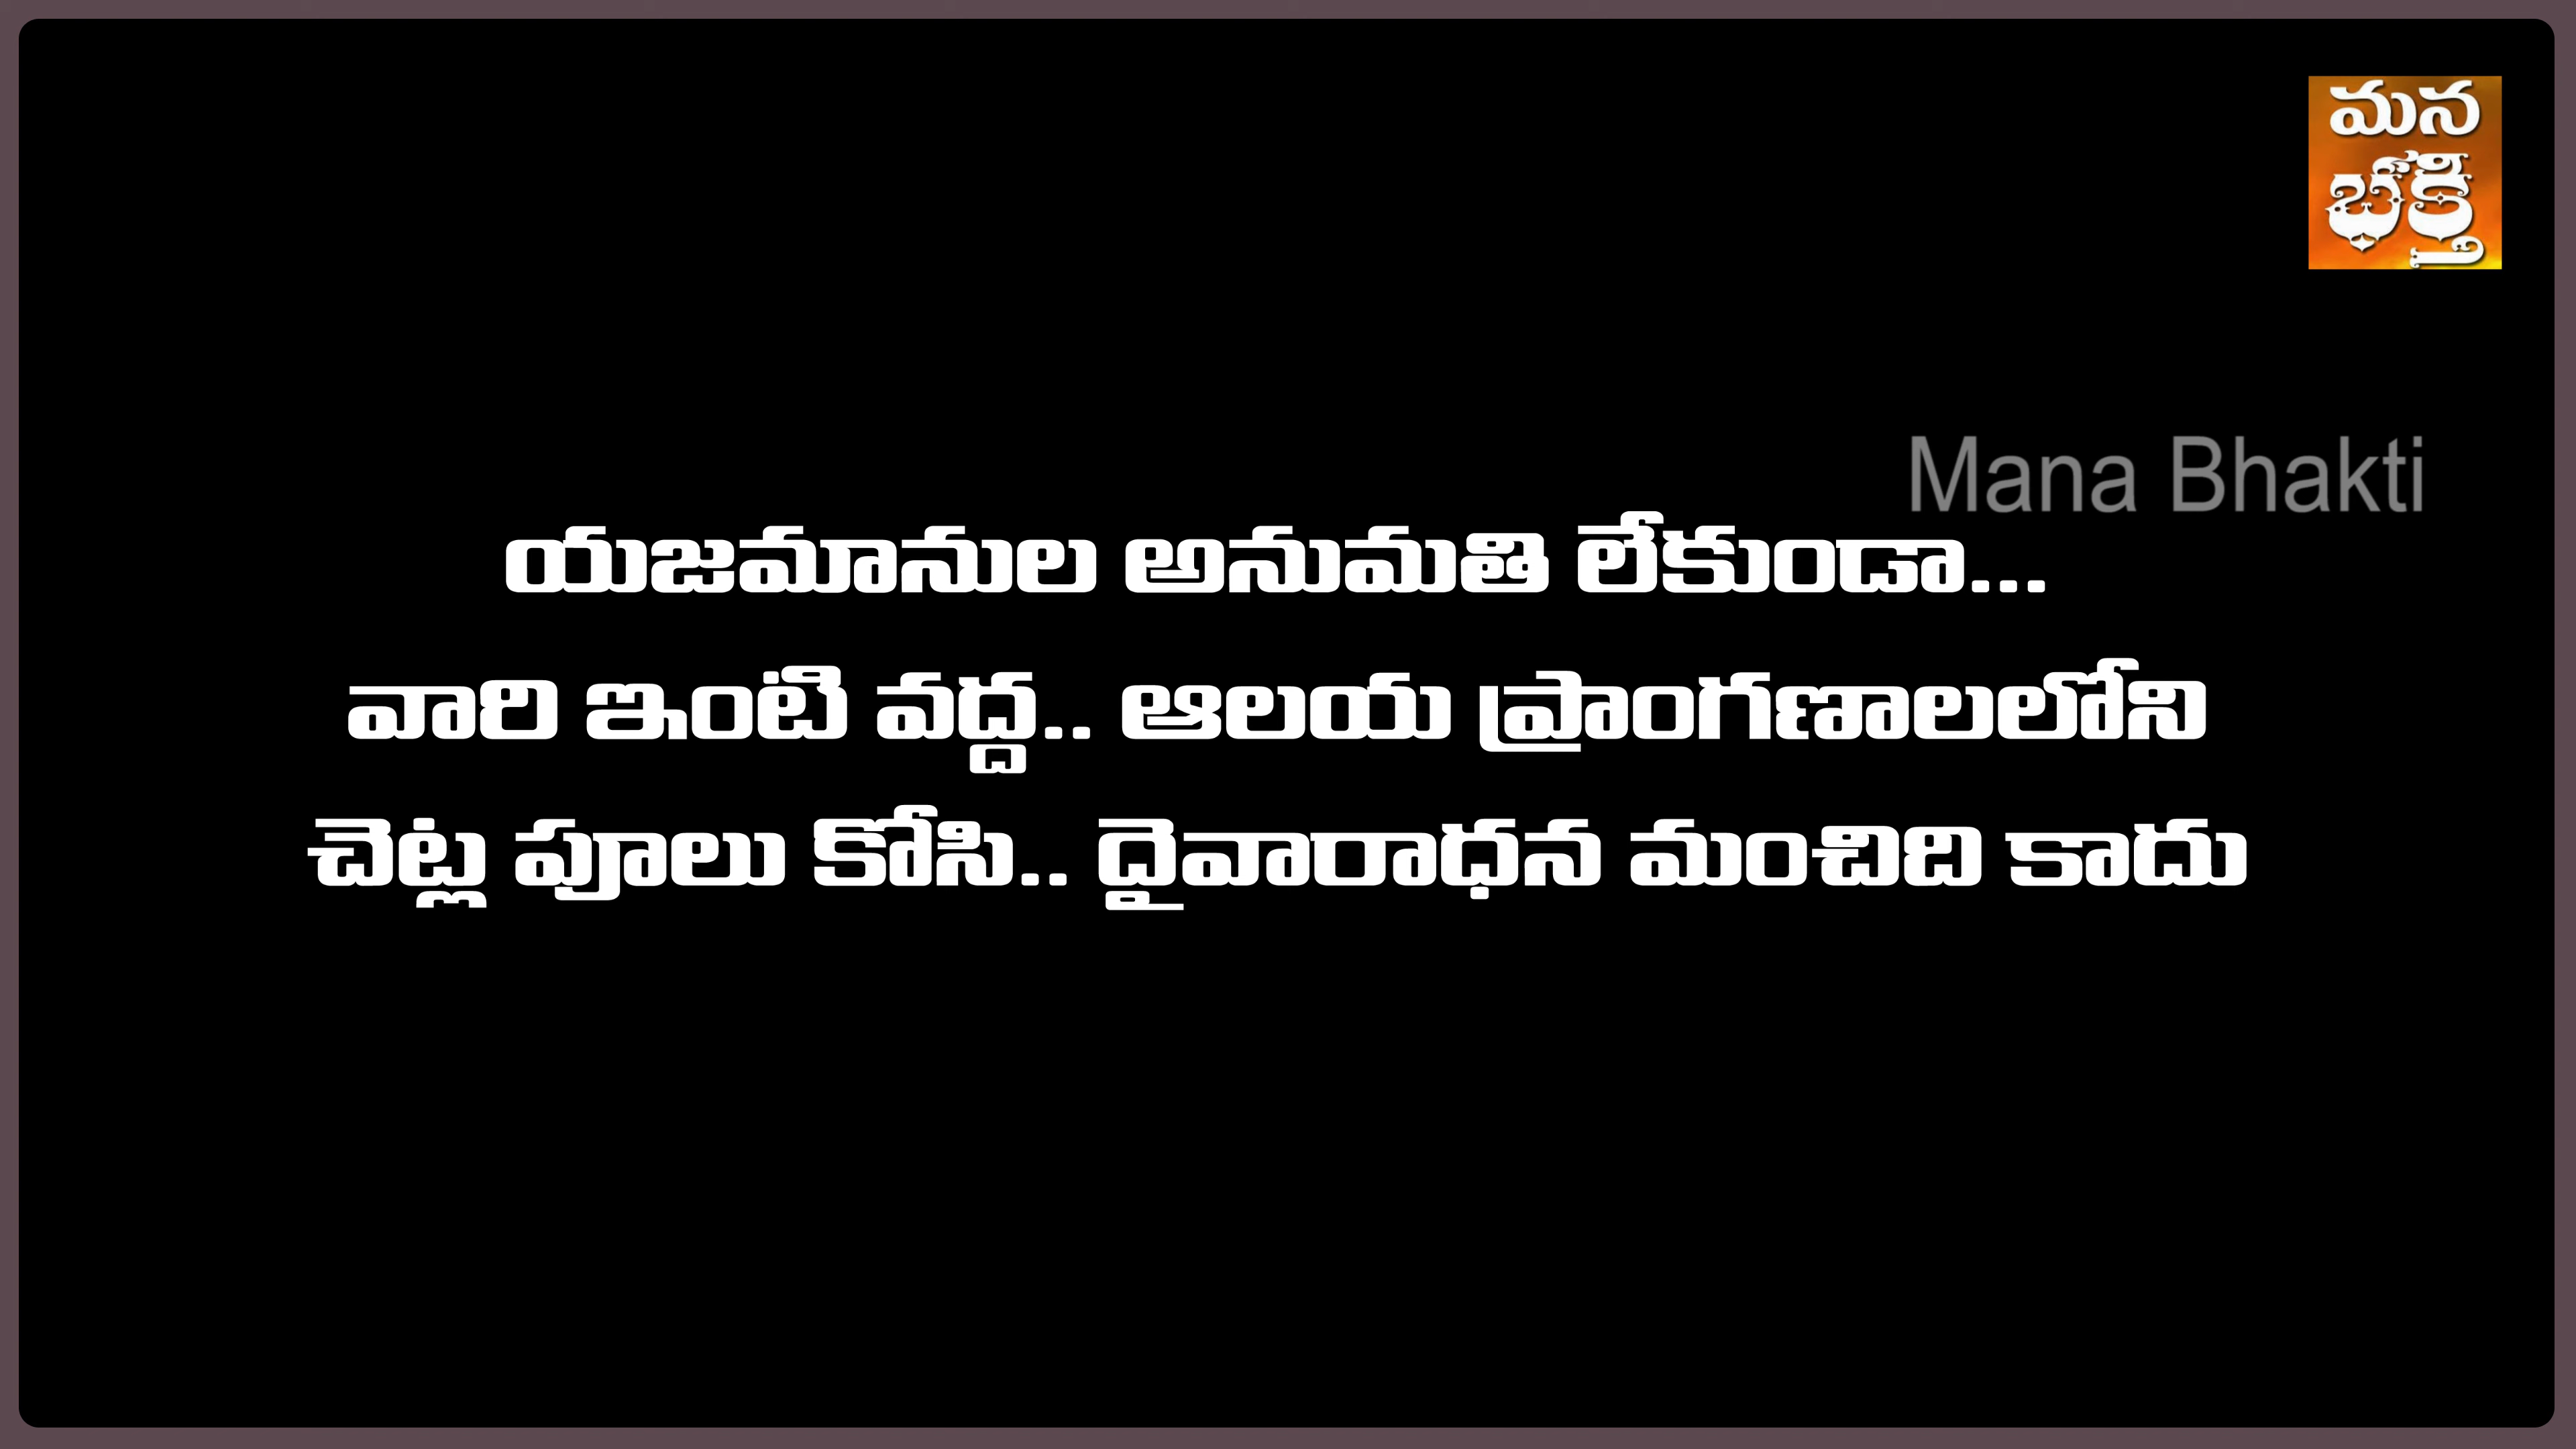 మన
భక్తి
Mana Bhakti
యజమానుల అనుమతి లేకుండా...
వారి ఇంటి వద్ద.. ఆలయ ప్రాంగణాలలోని
చెట్ల పూలు కోసి.. దైవారాధన మంచిది కాదు